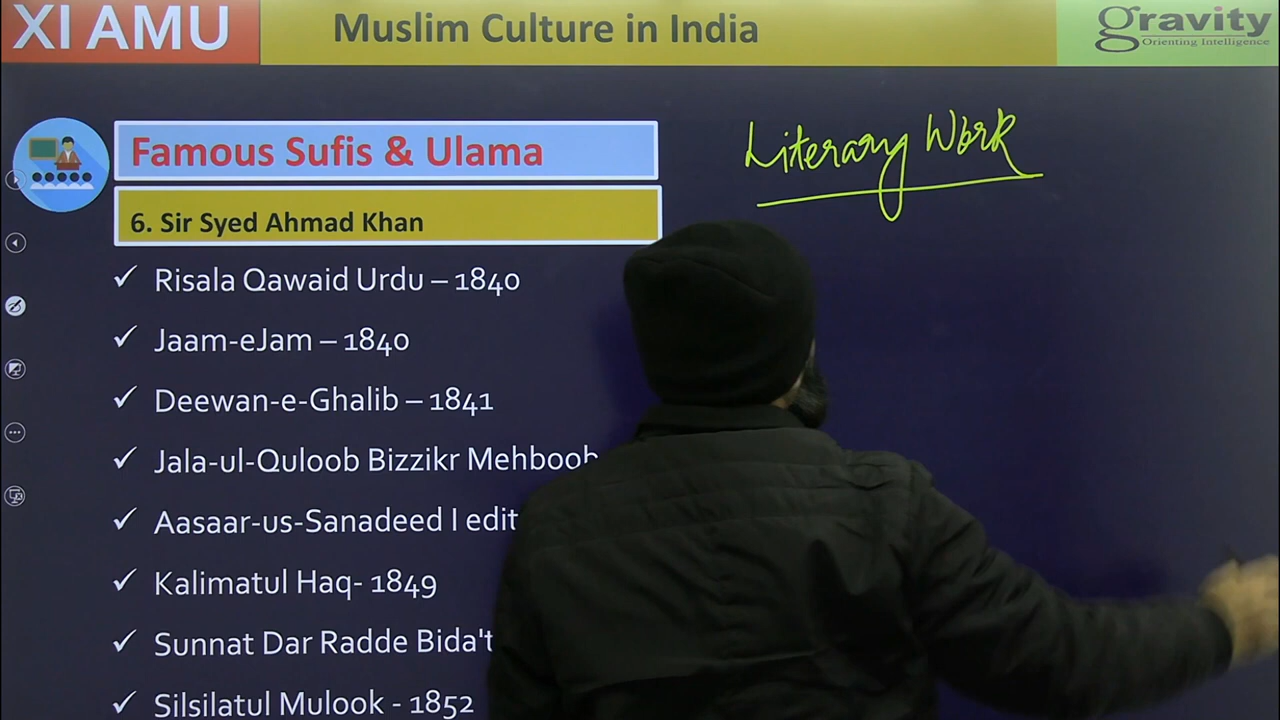 XI AMU
Muslim Culture in India
gravity
Orienting Intelligence
Famous Sufis & Ulama
Literary Work
6. Sir Syed Ahmad Khan
✓ Risala Qawaid Urdu – 1840
✓ Jaam-eJam – 1840
✓ Deewan-e-Ghalib – 1841
✓ Jala-ul-Quloob Bizzikr Mehboob
✓ Aasaar-us-Sanadeed I edit
✓ Kalimatul Haq- 1849
✓ Sunnat Dar Radde Bida't
✓ Silsilatul Mulook - 1852